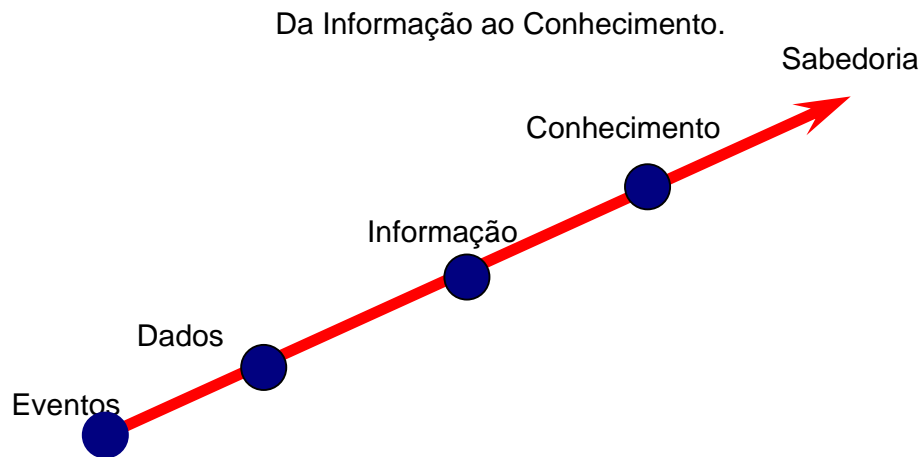 Da Informação ao Conhecimento.
Sabedoria
Conhecimento
Informação
Dados
Eventos